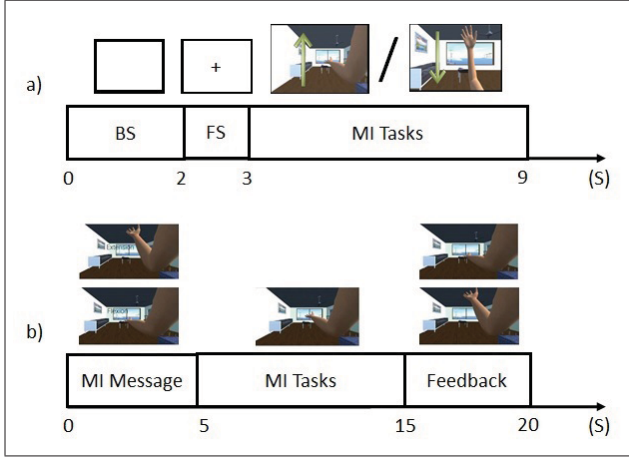 +
a)
BS FS MI Tasks
0 2 3 9 (S)
Extension
Flexion
b)
MI Message MI Tasks Feedback
0 5 15 20 (S)